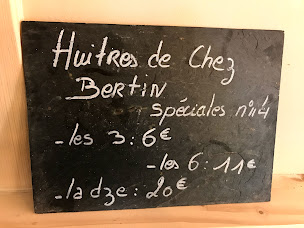 Huitres de Chez
Bertin
spéciales n°4
-les 3: 6€
-les 6: 11€
-la dze: 20€